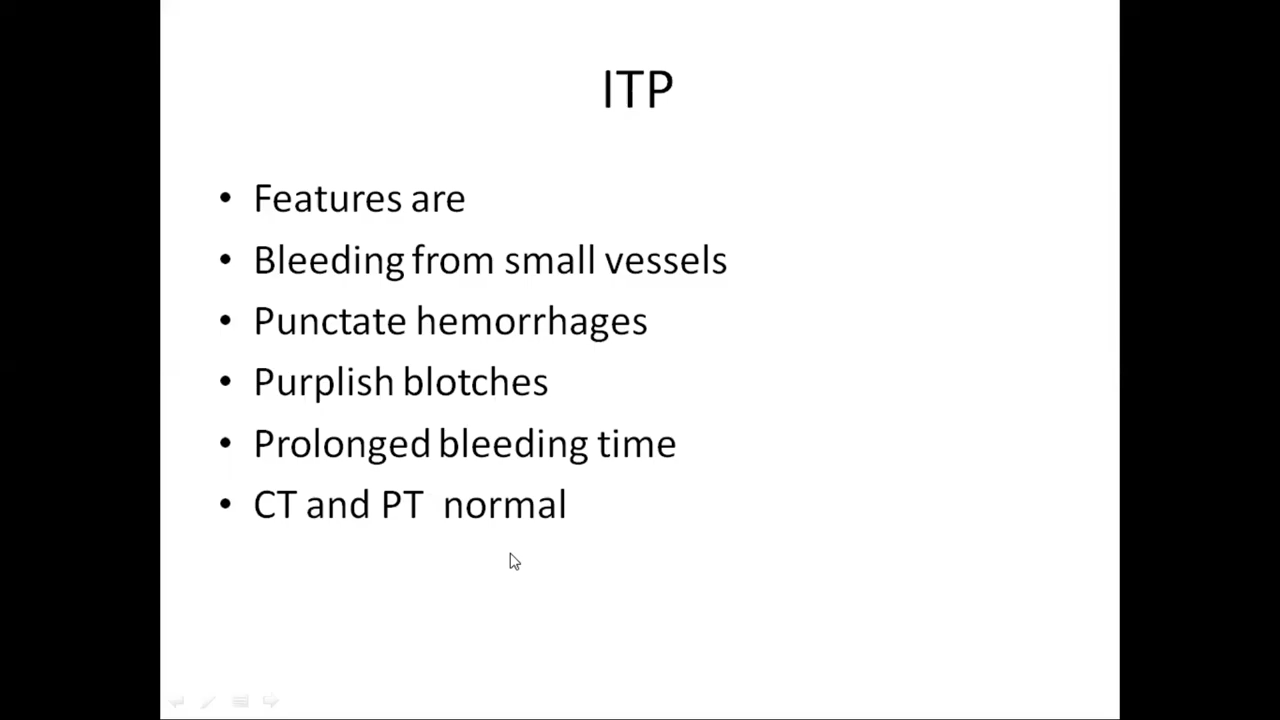 ITP
• Features are
• Bleeding from small vessels
• Punctate hemorrhages
• Purplish blotches
• Prolonged bleeding time
• CT and PT normal